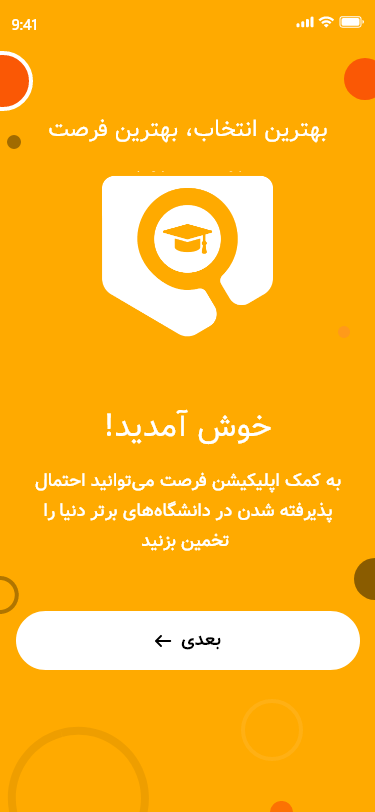 9:41
بهترین انتخاب، بهترین فرصت
خوش آمدید!
به کمک اپلیکیشن فرصت می‌توانید احتمال
پذیرفته شدن در دانشگاه‌های برتر دنیا را
تخمین بزنید
بعدی